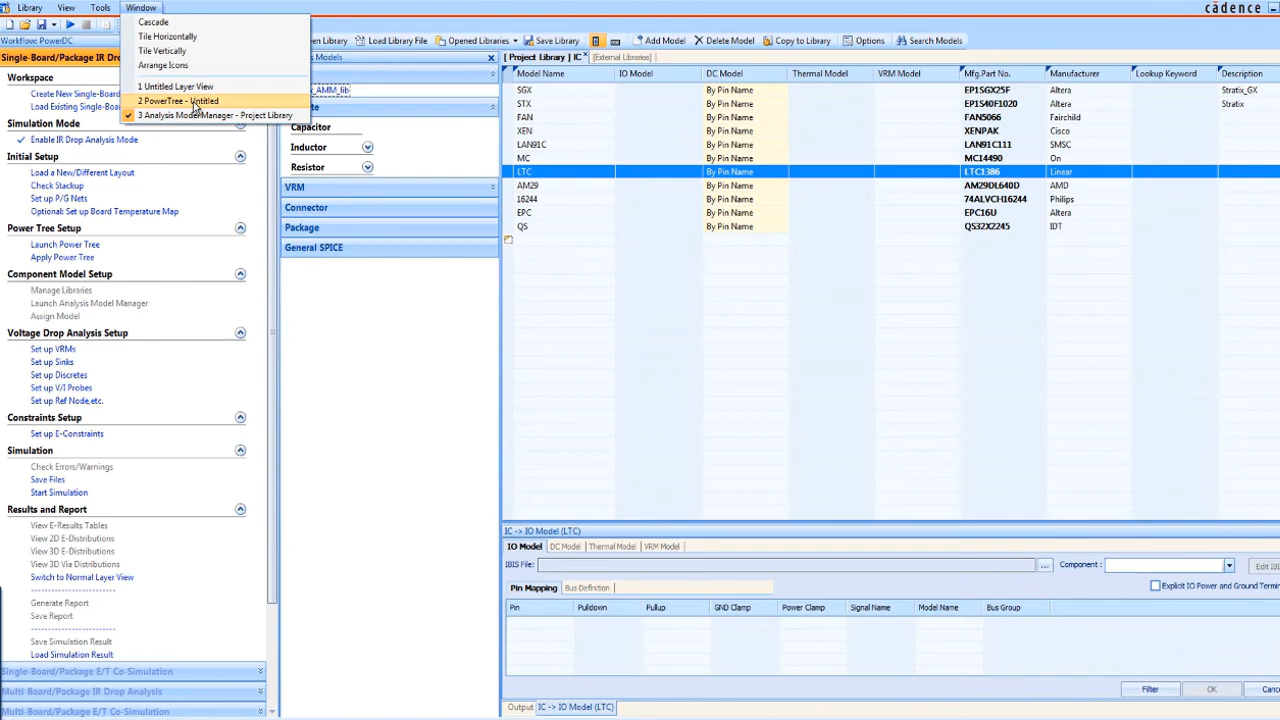 Library View Tools Window
cādence
Cascade
Tile Horizontally
Tile Vertically
Arrange Icons
1 Untitled Layer View
2 PowerTree - Untitled
3 Analysis Model Manager - Project Library
Workflow: PowerDC
Single-Board/Package IR Dro
Workspace
Create New Single-Board
Load Existing Single-Boa
Simulation Mode
Enable IR Drop Analysis Mode
Initial Setup
Load a New/Different Layout
Check Stackup
Set up P/G Nets
Optional: Set up Board Temperature Map
Power Tree Setup
Launch Power Tree
Apply Power Tree
Component Model Setup
Manage Libraries
Launch Analysis Model Manager
Assign Model
Voltage Drop Analysis Setup
Set up VRMs
Set up Sinks
Set up Discretes
Set up V/I Probes
Set up Ref Node,etc.
Constraints Setup
Set up E-Constraints
Simulation
Check Errors/Warnings
Save Files
Start Simulation
Results and Report
View E-Results Tables
View 2D E-Distributions
View 3D E-Distributions
View 3D Via Distributions
Switch to Normal Layer View
Generate Report
Save Report
Save Simulation Result
Load Simulation Result
Single-Board/Package E/T Co-Simulation
Multi-Board/Package IR Drop Analysis
Multi-Board/Package E/T Co-Simulation
en Library Load Library File Opened Libraries Save Library Add Model Delete Model Copy to Library Options Search Models
Models
_AMM_lib
te
Capacitor
Inductor
Resistor
VRM
Connector
Package
General SPICE
[ Project Library ] IC [External Libraries]
Model Name IO Model DC Model Thermal Model VRM Model Mfg.Part No. Manufacturer Lookup Keyword Description
SGX By Pin Name EP1SGX25F Altera Stratix_GX
STX By Pin Name EP1S40F1020 Altera Stratix
FAN By Pin Name FAN5066 Fairchild
XEN By Pin Name XENPAK Cisco
LAN91C By Pin Name LAN91C111 SMSC
MC By Pin Name MC14490 On
LTC By Pin Name LTC1386 Linear
AM29 By Pin Name AM29DL640D AMD
16244 By Pin Name 74ALVCH16244 Philips
EPC By Pin Name EPC16U Altera
QS By Pin Name QS32X2245 IDT
IC -> IO Model (LTC)
IO Model DC Model Thermal Model VRM Model
IBIS File: ... Component : Edit IBI
Pin Mapping Bus Definition Explicit IO Power and Ground Termin
Pin Pulldown Pullup GND Clamp Power Clamp Signal Name Model Name Bus Group
Filter OK Canc
Output IC -> IO Model (LTC)